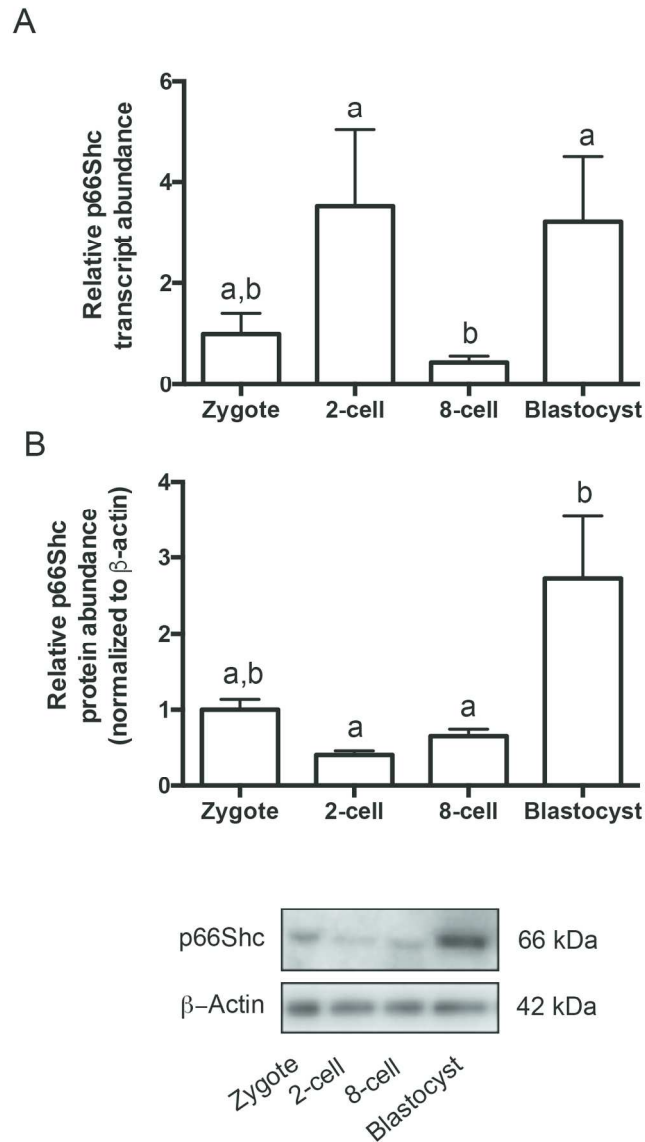 A
Relative p66Shc
transcript abundance
6
4
2
0
a,b
a
b
a
Zygote 2-cell 8-cell Blastocyst
B
Relative p66Shc
protein abundance
(normalized to β-actin)
4
3
2
1
0
a,b
a
a
b
Zygote 2-cell 8-cell Blastocyst
p66Shc 66 kDa
β–Actin 42 kDa
Zygote 2-cell 8-cell Blastocyst